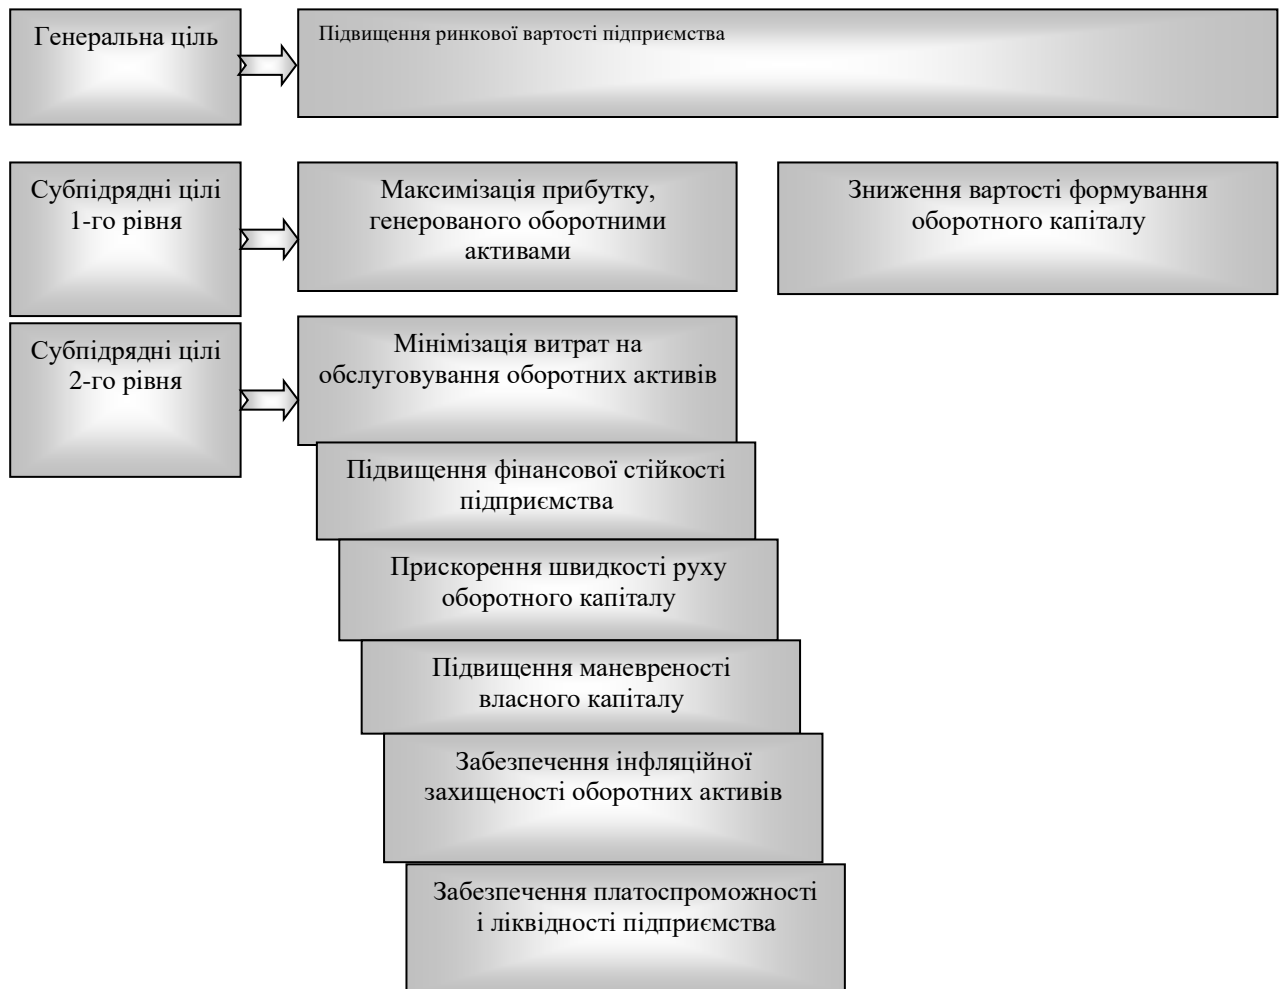 Генеральна ціль
Підвищення ринкової вартості підприємства
Субпідрядні цілі
1-го рівня
Максимізація прибутку,
генерованого оборотними
активами
Зниження вартості формування
оборотного капіталу
Субпідрядні цілі
2-го рівня
Мінімізація витрат на
обслуговування оборотних активів
Підвищення фінансової стійкості
підприємства
Прискорення швидкості руху
оборотного капіталу
Підвищення маневреності
власного капіталу
Забезпечення інфляційної
захищеності оборотних активів
Забезпечення платоспроможності
і ліквідності підприємства